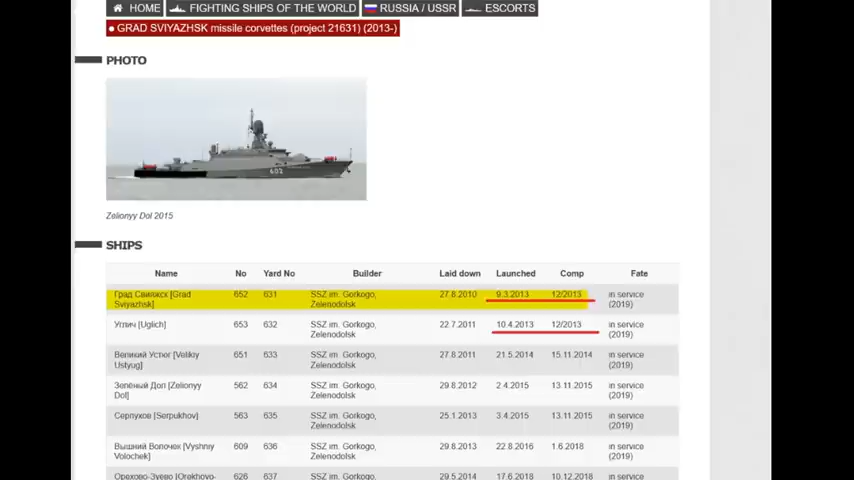 HOME FIGHTING SHIPS OF THE WORLD RUSSIA / USSR ESCORTS
GRAD SVIYAZHSK missile corvettes (project 21631) (2013-)
PHOTO
602
Zelionyy Dol 2015
SHIPS
Name No Yard No Builder Laid down Launched Comp Fate
Град Свияжск [Grad Sviyazhsk] 652 631 SSZ im. Gorkogo, Zelenodolsk 27.8.2010 9.3.2013 12/2013 in service (2019)
Углич [Uglich] 653 632 SSZ im. Gorkogo, Zelenodolsk 22.7.2011 10.4.2013 12/2013 in service (2019)
Великий Устюг [Velikiy Ustyug] 651 633 SSZ im. Gorkogo, Zelenodolsk 27.8.2011 21.5.2014 15.11.2014 in service (2019)
Зелёный Дол [Zelionyy Dol] 562 634 SSZ im. Gorkogo, Zelenodolsk 29.8.2012 2.4.2015 13.11.2015 in service (2019)
Серпухов [Serpukhov] 563 635 SSZ im. Gorkogo, Zelenodolsk 25.1.2013 3.4.2015 13.11.2015 in service (2019)
Вышний Волочек [Vyshniy Volochek] 609 636 SSZ im. Gorkogo, Zelenodolsk 29.8.2013 22.8.2016 1.6.2018 in service (2019)
Орехово-Зуево [Orekhovo- 626 637 SSZ im. Gorkogo, 29.5.2014 17.6.2018 10.12.2018 in service